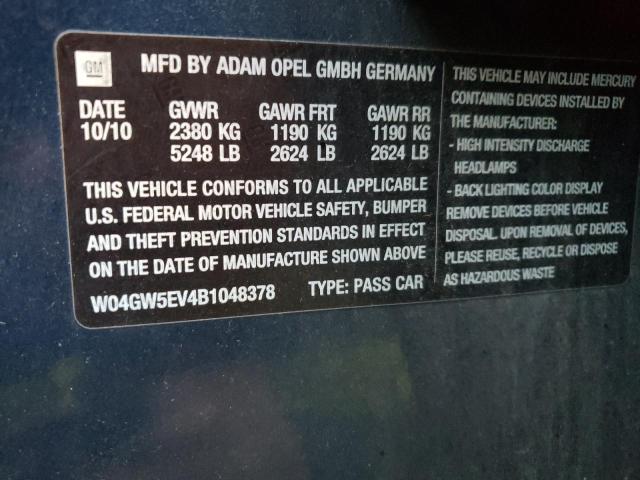 GM
MFD BY ADAM OPEL GMBH GERMANY
DATE GVWR GAWR FRT GAWR RR
10/10 2380 KG 1190 KG 1190 KG
5248 LB 2624 LB 2624 LB
THIS VEHICLE CONFORMS TO ALL APPLICABLE
U.S. FEDERAL MOTOR VEHICLE SAFETY, BUMPER
AND THEFT PREVENTION STANDARDS IN EFFECT
ON THE DATE OF MANUFACTURE SHOWN ABOVE
W04GW5EV4B1048378 TYPE: PASS CAR
THIS VEHICLE MAY INCLUDE MERCURY
CONTAINING DEVICES INSTALLED BY
THE MANUFACTURER:
- HIGH INTENSITY DISCHARGE
HEADLAMPS
- BACK LIGHTING COLOR DISPLAY
REMOVE DEVICES BEFORE VEHICLE
DISPOSAL. UPON REMOVAL OF DEVICES,
PLEASE REUSE, RECYCLE OR DISPOSE
AS HAZARDOUS WASTE